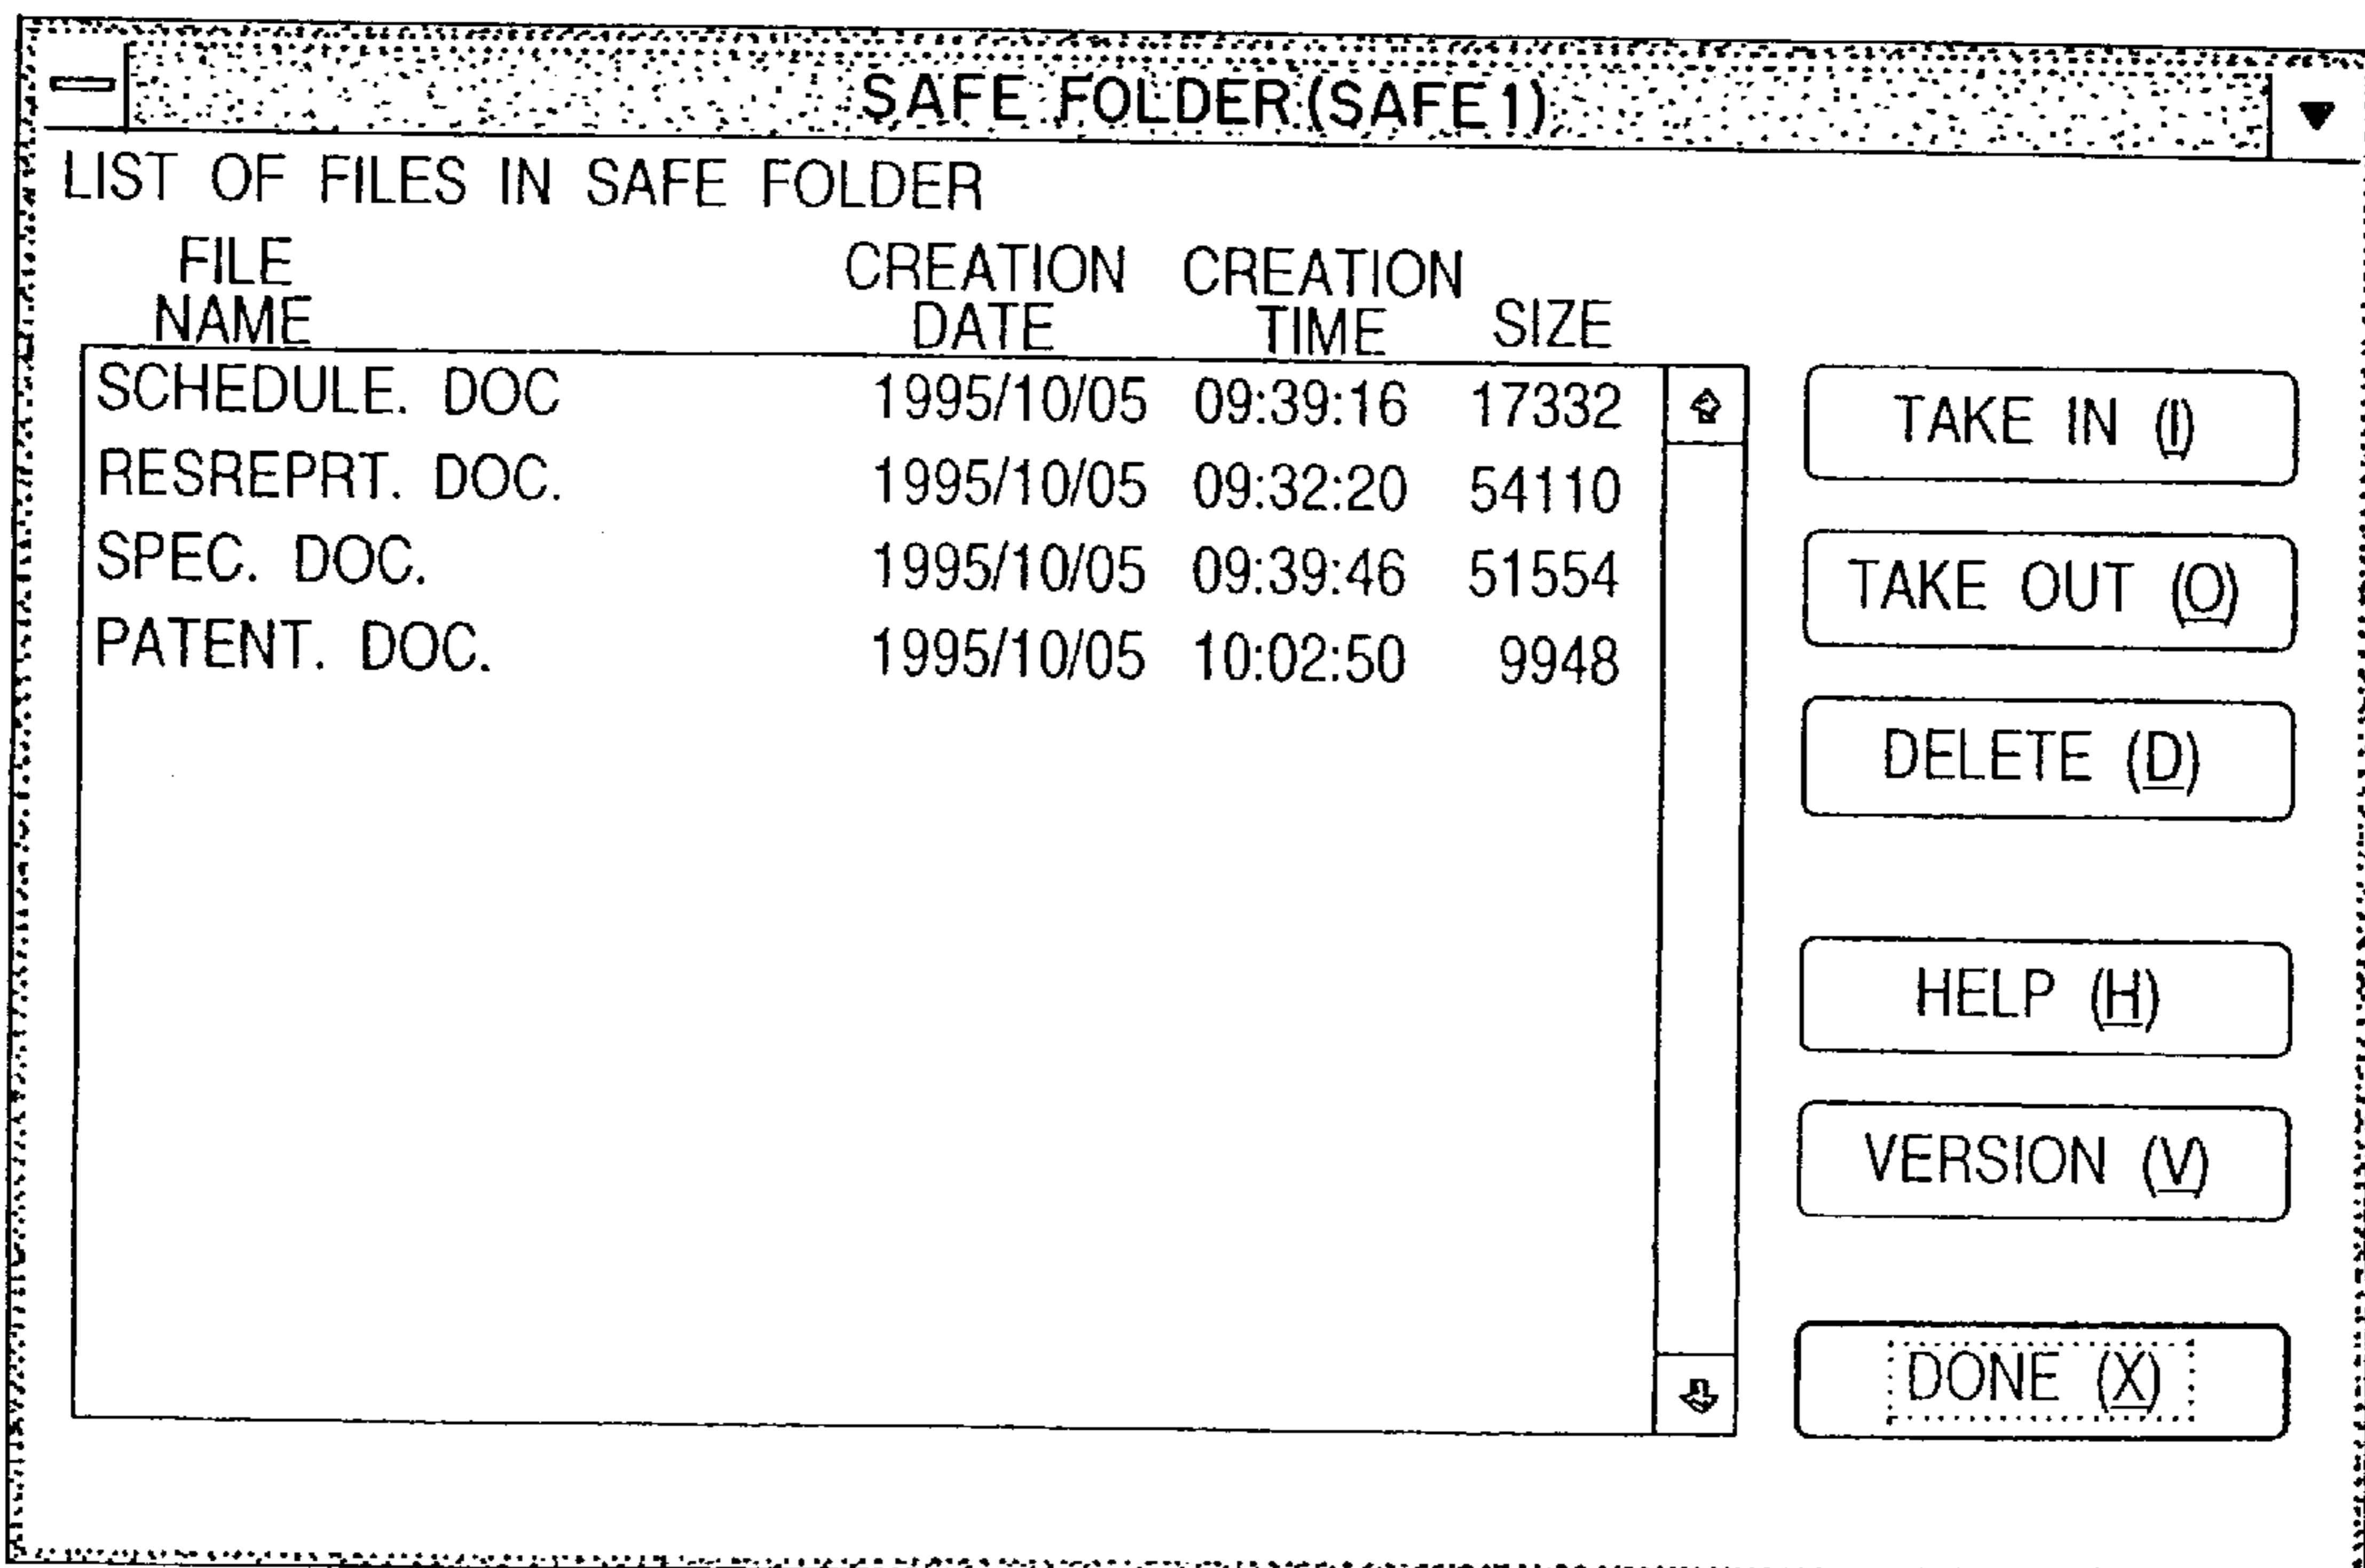 SAFE FOLDER (SAFE1)
LIST OF FILES IN SAFE FOLDER
FILE NAME CREATION DATE CREATION TIME SIZE
SCHEDULE. DOC 1995/10/05 09:39:16 17332
RESREPRT. DOC. 1995/10/05 09:32:20 54110
SPEC. DOC. 1995/10/05 09:39:46 51554
PATENT. DOC. 1995/10/05 10:02:50 9948
TAKE IN (I)
TAKE OUT (O)
DELETE (D)
HELP (H)
VERSION (V)
DONE (X)